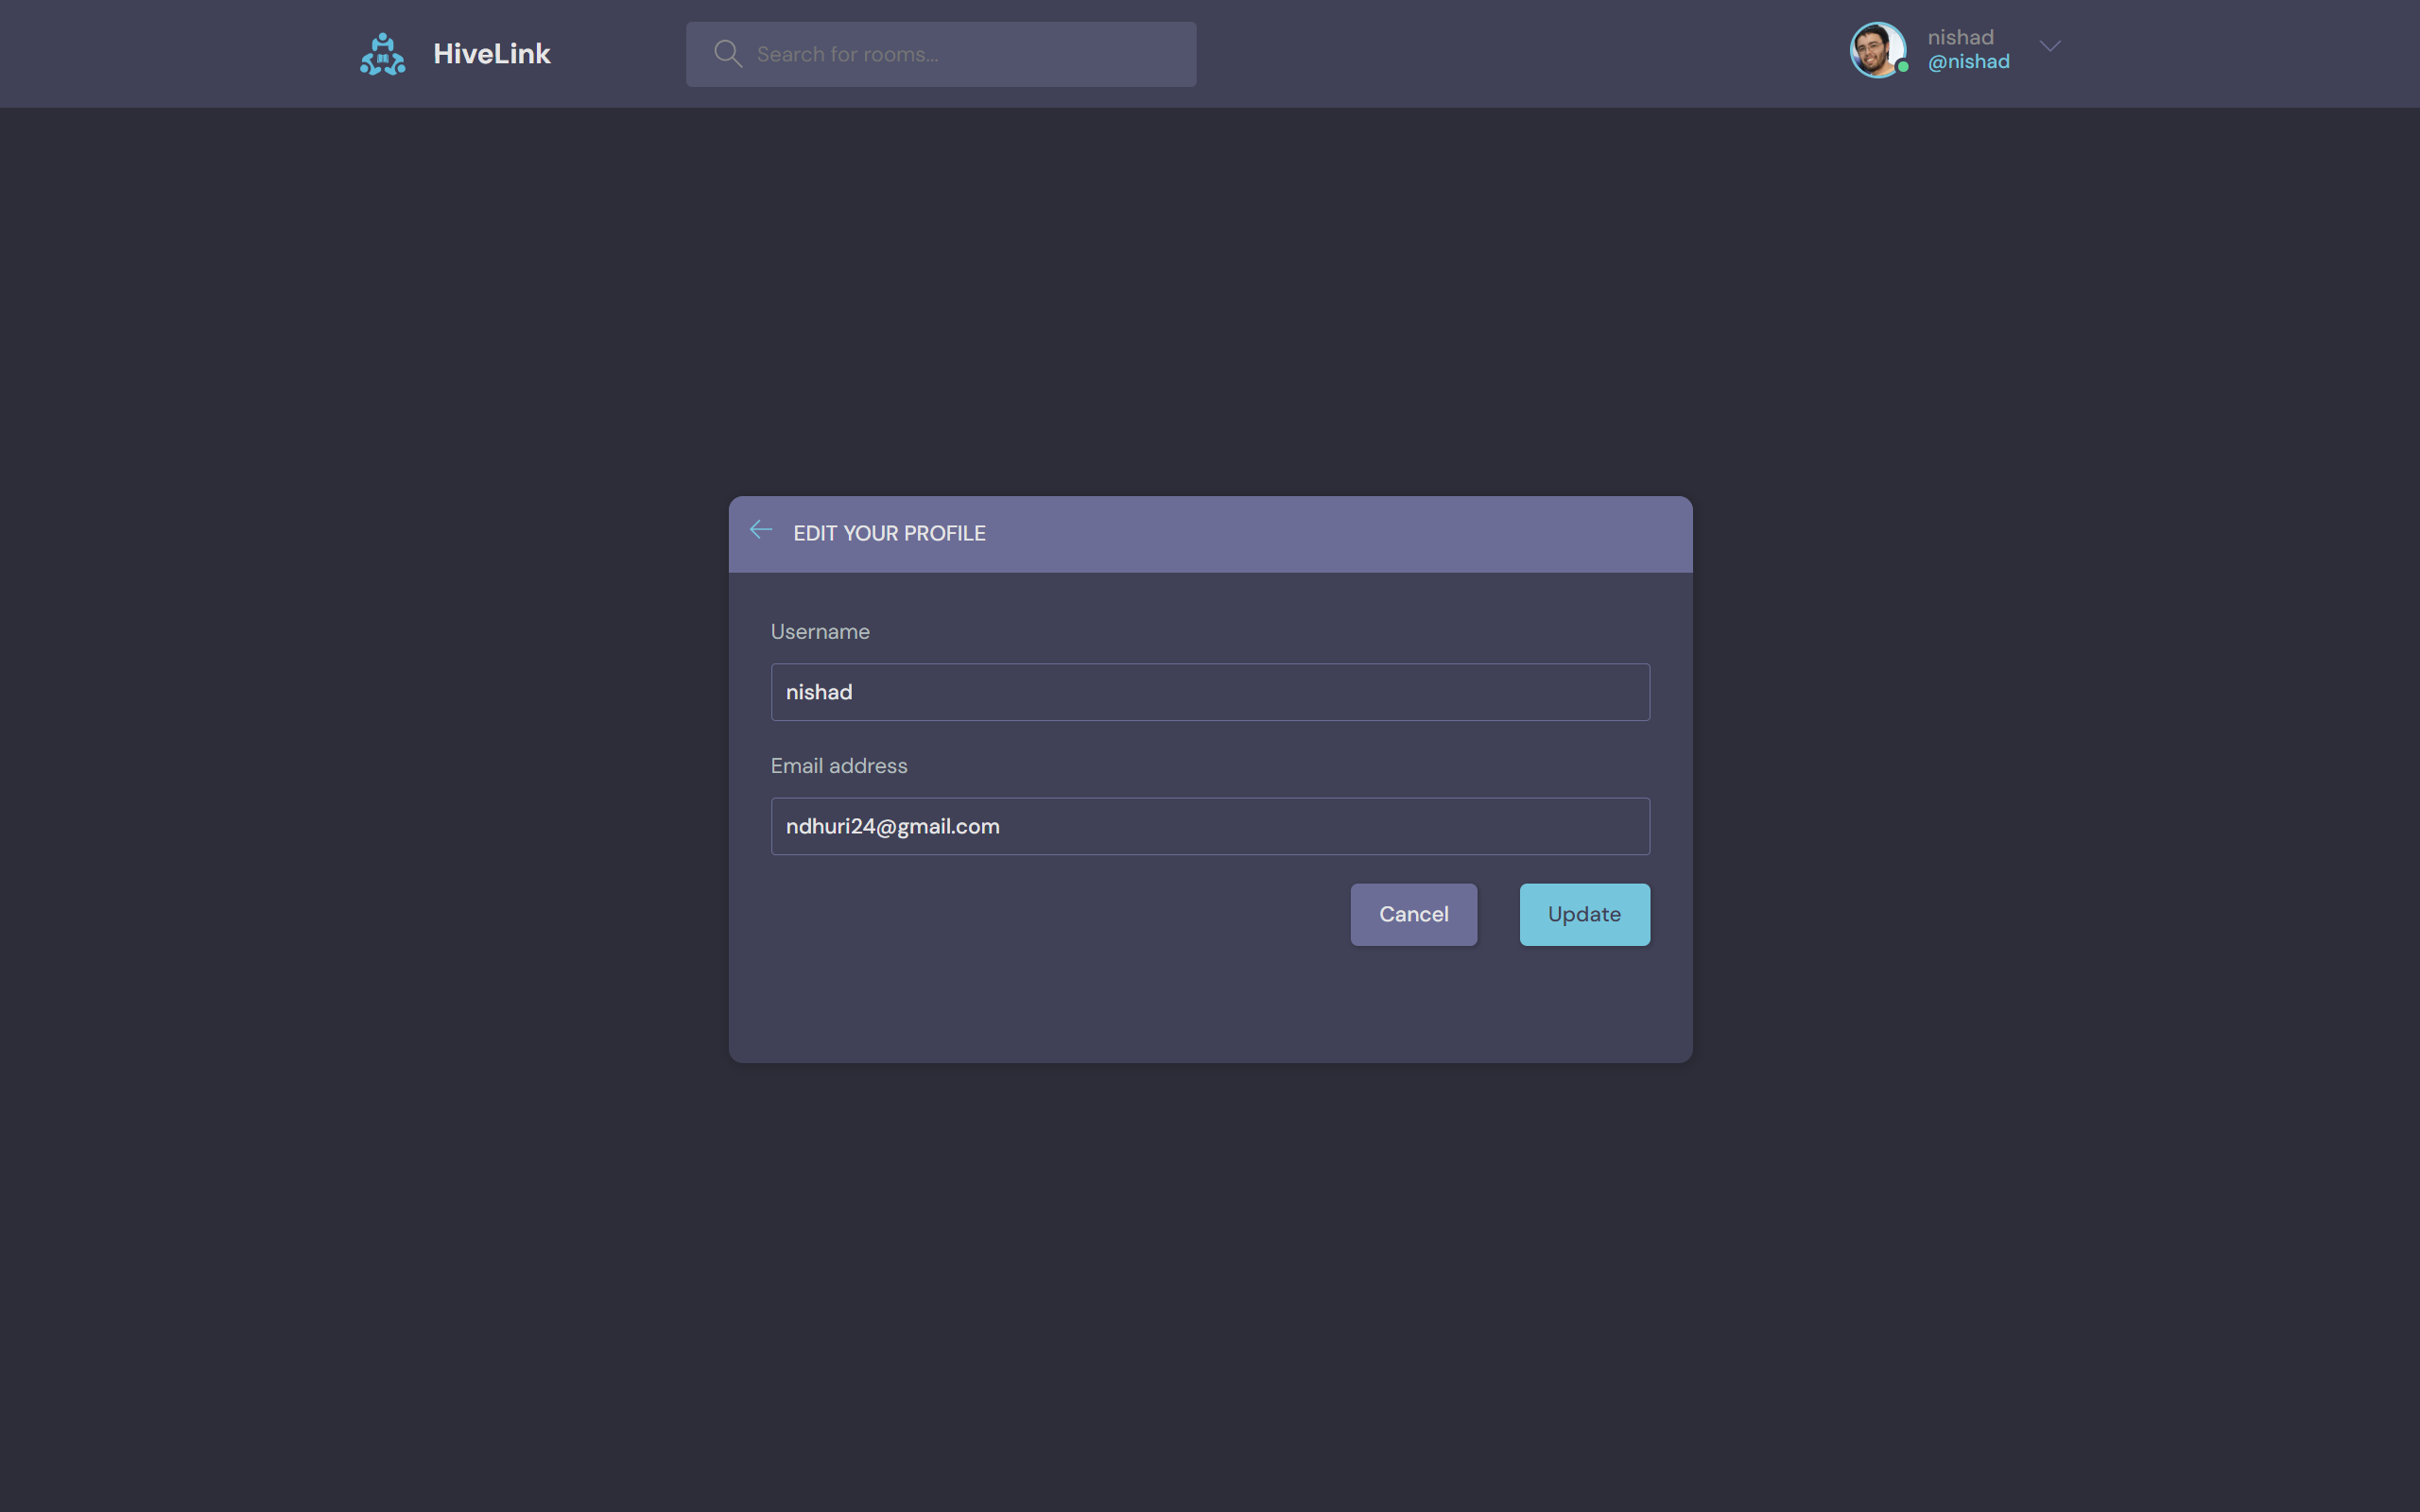 HiveLink
Search for rooms...
nishad
@nishad
EDIT YOUR PROFILE
Username
nishad
Email address
ndhuri24@gmail.com
Cancel
Update